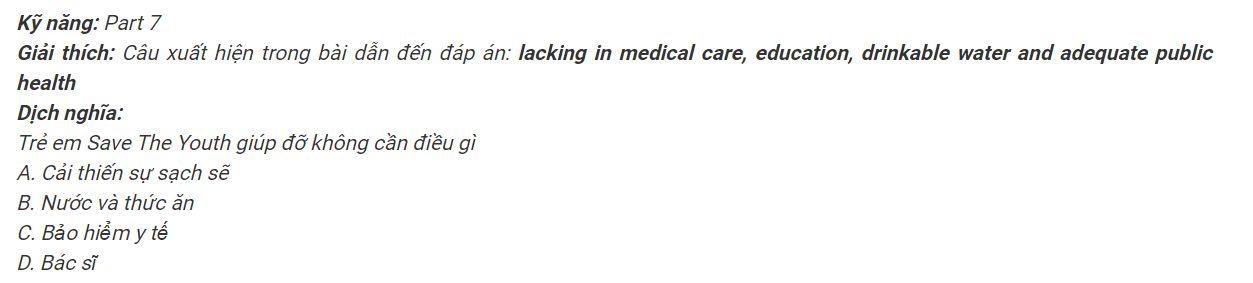 Kỹ năng: Part 7
Giải thích: Câu xuất hiện trong bài dẫn đến đáp án: lacking in medical care, education, drinkable water and adequate public
health
Dịch nghĩa:
Trẻ em Save The Youth giúp đỡ không cần điều gì
A. Cải thiến sự sạch sẽ
B. Nước và thức ăn
C. Bảo hiểm y tế
D. Bác sĩ